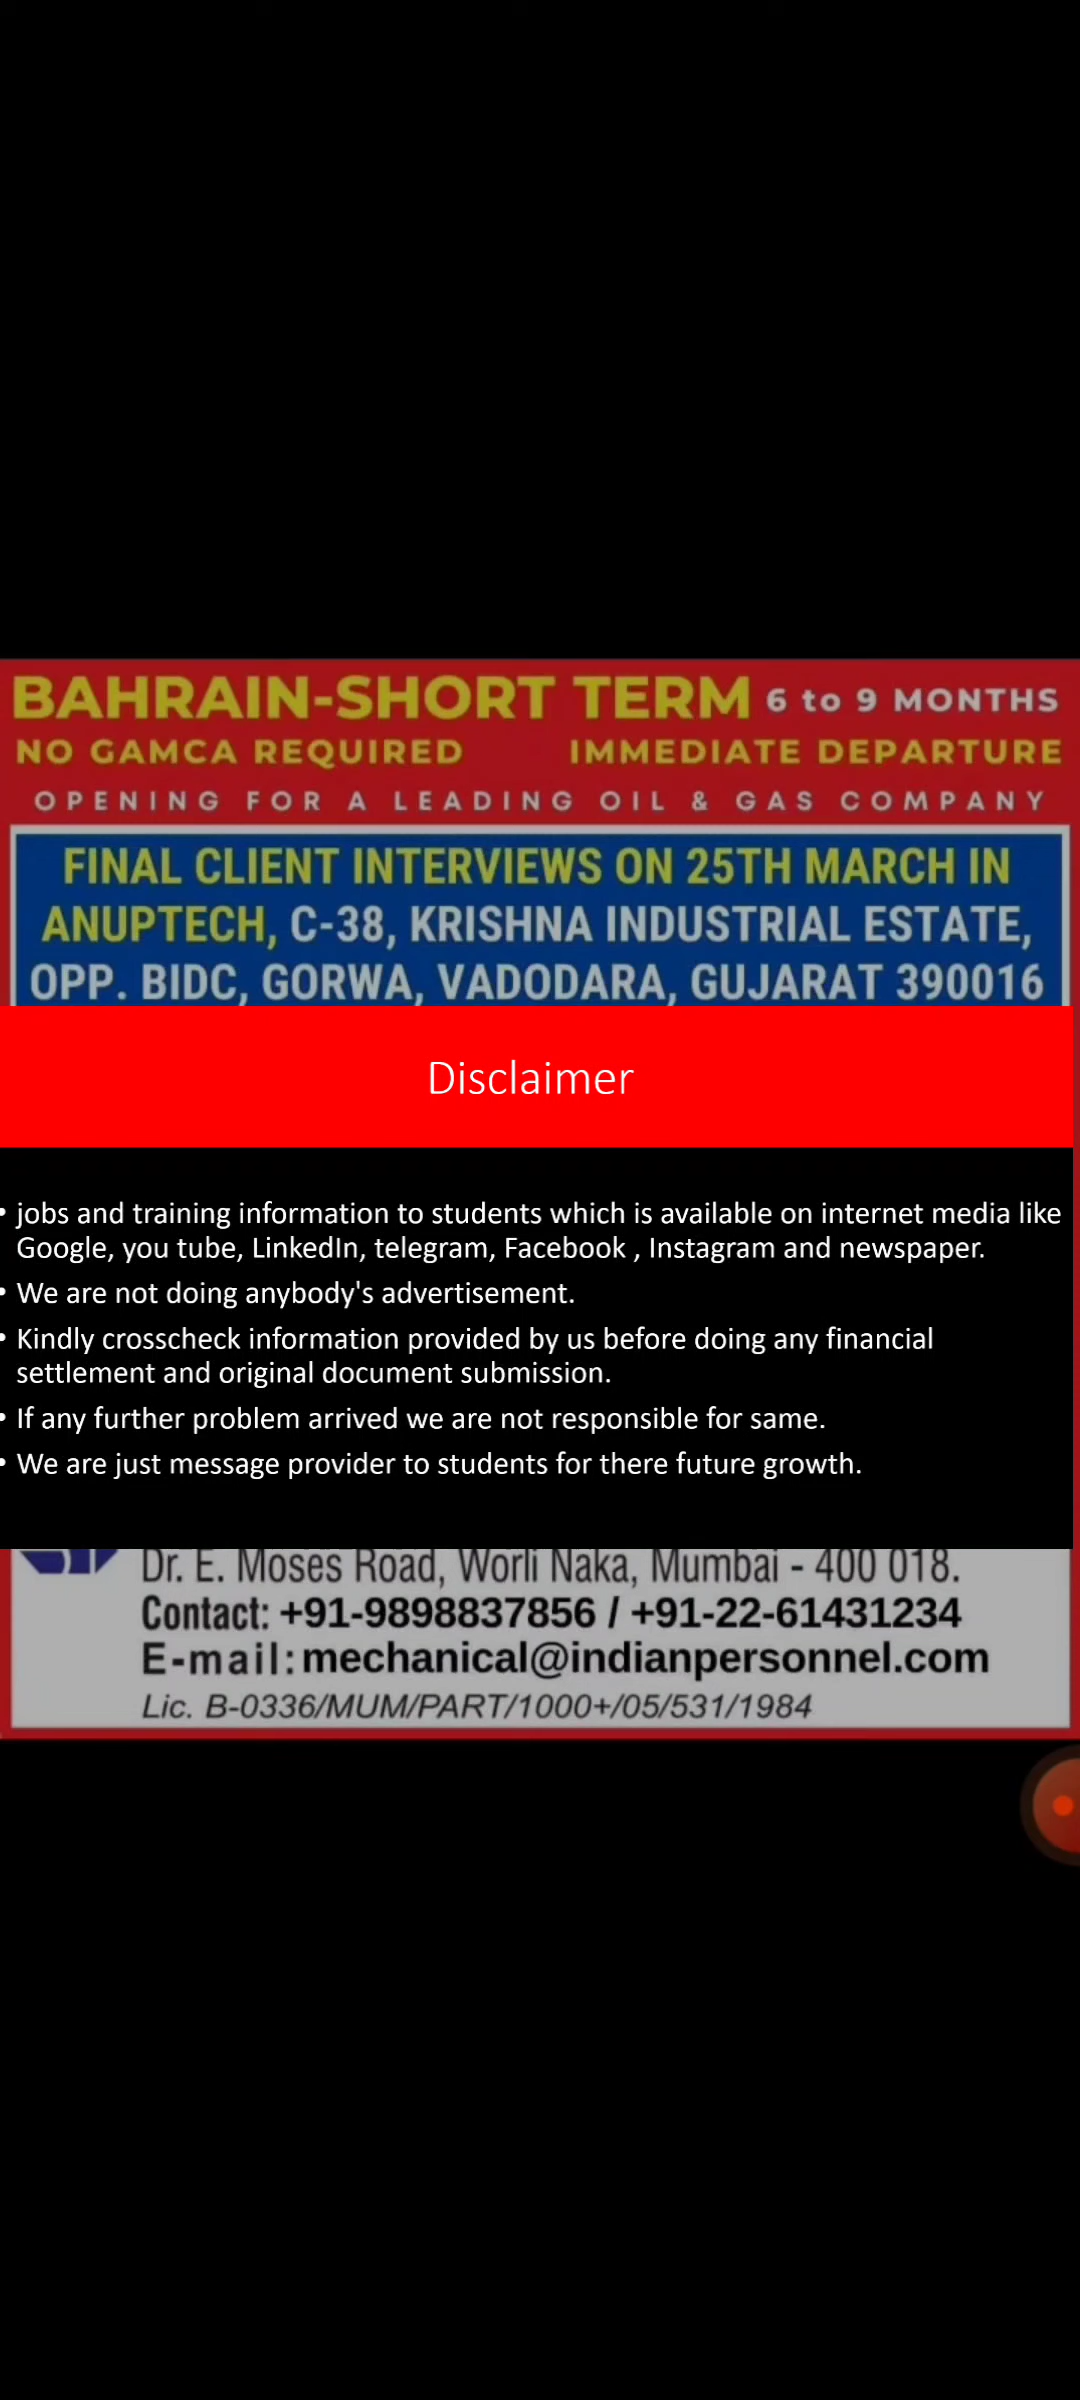 BAHRAIN-SHORT TERM 6 to 9 MONTHS
NO GAMCA REQUIRED IMMEDIATE DEPARTURE
OPENING FOR A LEADING OIL & GAS COMPANY
FINAL CLIENT INTERVIEWS ON 25TH MARCH IN
ANUPTECH, C-38, KRISHNA INDUSTRIAL ESTATE,
OPP. BIDC, GORWA, VADODARA, GUJARAT 390016
Disclaimer
• jobs and training information to students which is available on internet media like
Google, you tube, LinkedIn, telegram, Facebook , Instagram and newspaper.
• We are not doing anybody's advertisement.
• Kindly crosscheck information provided by us before doing any financial
settlement and original document submission.
• If any further problem arrived we are not responsible for same.
• We are just message provider to students for there future growth.
Dr. E. Moses Road, Worli Naka, Mumbai - 400 018.
Contact: +91-9898837856 / +91-22-61431234
E-mail: mechanical@indianpersonnel.com
Lic. B-0336/MUM/PART/1000+/05/531/1984